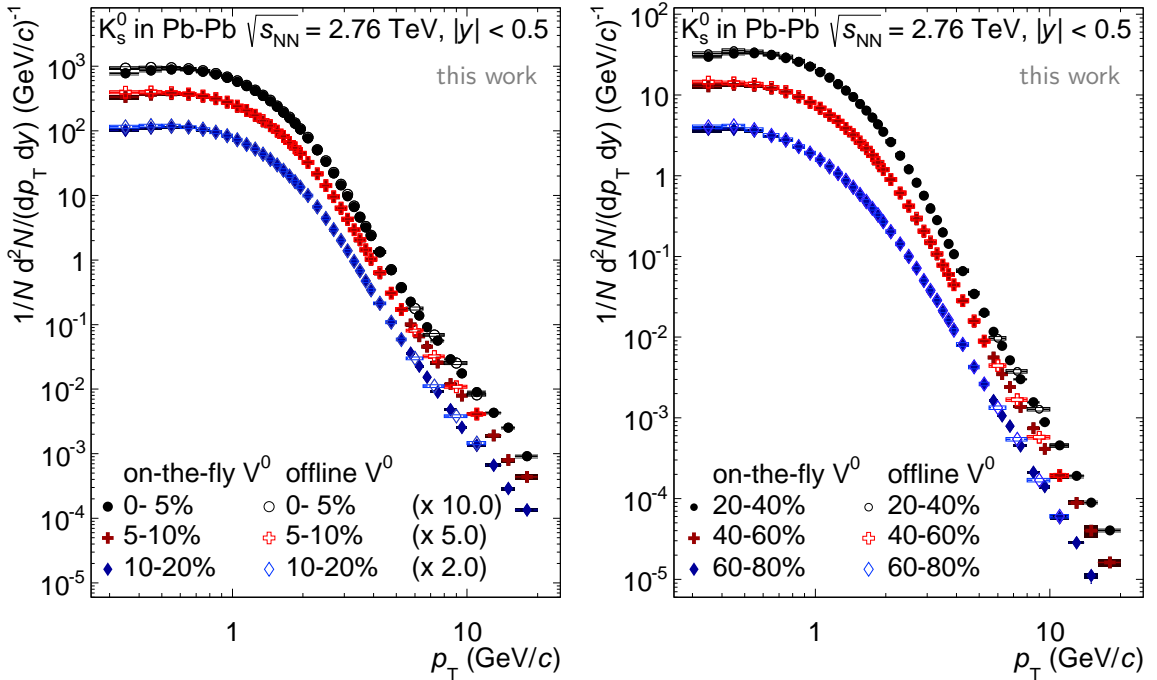 K⁰ₛ in Pb-Pb √sNN = 2.76 TeV, |y| < 0.5
this work
1/N d²N/(dpT dy) (GeV/c)⁻¹
10³
10²
10
1
10⁻¹
10⁻²
10⁻³
10⁻⁴
10⁻⁵
on-the-fly V⁰ offline V⁰
0- 5% 0- 5% (x 10.0)
5-10% 5-10% (x 5.0)
10-20% 10-20% (x 2.0)
1 10
pT (GeV/c)
K⁰ₛ in Pb-Pb √sNN = 2.76 TeV, |y| < 0.5
this work
1/N d²N/(dpT dy) (GeV/c)⁻¹
10²
10
1
10⁻¹
10⁻²
10⁻³
10⁻⁴
10⁻⁵
on-the-fly V⁰ offline V⁰
20-40% 20-40%
40-60% 40-60%
60-80% 60-80%
1 10
pT (GeV/c)